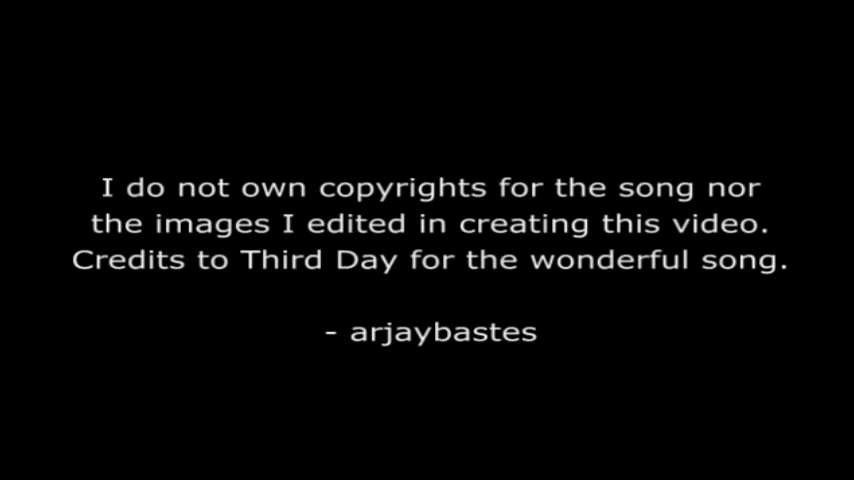 I do not own copyrights for the song nor
the images I edited in creating this video.
Credits to Third Day for the wonderful song.
- arjaybastes